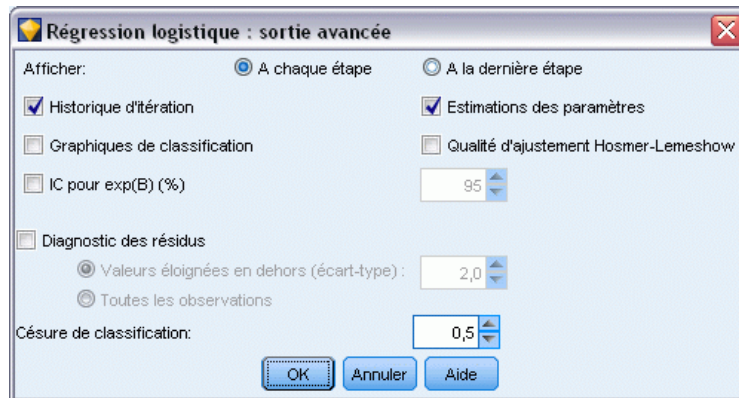 Régression logistique : sortie avancée
Afficher: A chaque étape A la dernière étape
Historique d'itération Estimations des paramètres
Graphiques de classification Qualité d'ajustement Hosmer-Lemeshow
IC pour exp(B) (%) 95
Diagnostic des résidus
Valeurs éloignées en dehors (écart-type) : 2,0
Toutes les observations
Césure de classification: 0,5
OK Annuler Aide